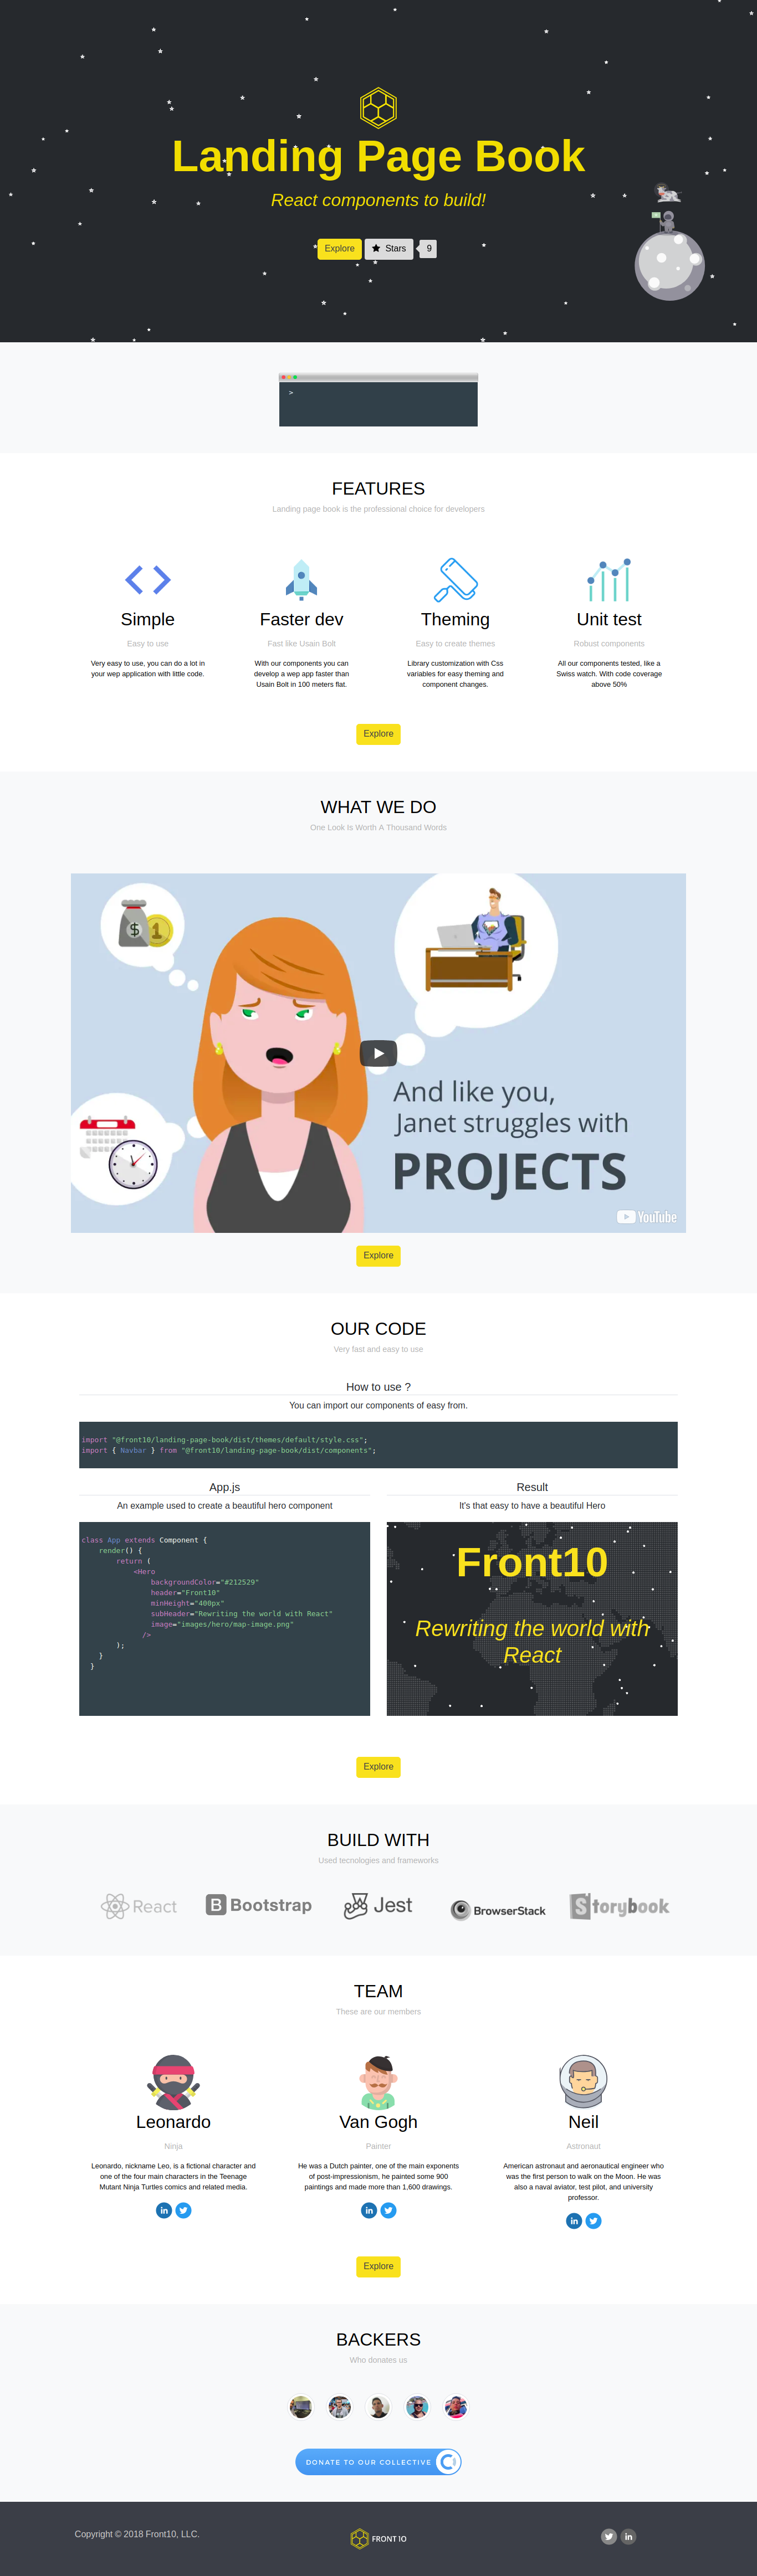 Landing Page Book
React components to build!
Explore
Stars
9
>
FEATURES
Landing page book is the professional choice for developers
Simple
Easy to use
Very easy to use, you can do a lot in
your wep application with little code.
Faster dev
Fast like Usain Bolt
With our components you can
develop a wep app faster than
Usain Bolt in 100 meters flat.
Theming
Easy to create themes
Library customization with Css
variables for easy theming and
component changes.
Unit test
Robust components
All our components tested, like a
Swiss watch. With code coverage
above 50%
Explore
WHAT WE DO
One Look Is Worth A Thousand Words
$
1
And like you,
Janet struggles with
PROJECTS
YouTube
Explore
OUR CODE
Very fast and easy to use
How to use ?
You can import our components of easy from.
import "@front10/landing-page-book/dist/themes/default/style.css";
import { Navbar } from "@front10/landing-page-book/dist/components";
App.js
An example used to create a beautiful hero component
class App extends Component {
render() {
return (
<Hero
backgroundColor="#212529"
header="Front10"
minHeight="400px"
subHeader="Rewriting the world with React"
image="images/hero/map-image.png"
/>
);
}
}
Result
It's that easy to have a beautiful Hero
Front10
Rewriting the world with
React
Explore
BUILD WITH
Used tecnologies and frameworks
React
B Bootstrap
Jest
BrowserStack
Storybook
TEAM
These are our members
Leonardo
Ninja
Leonardo, nickname Leo, is a fictional character and
one of the four main characters in the Teenage
Mutant Ninja Turtles comics and related media.
in
Van Gogh
Painter
He was a Dutch painter, one of the main exponents
of post-impressionism, he painted some 900
paintings and made more than 1,600 drawings.
in
Neil
Astronaut
American astronaut and aeronautical engineer who
was the first person to walk on the Moon. He was
also a naval aviator, test pilot, and university
professor.
in
Explore
BACKERS
Who donates us
DONATE TO OUR COLLECTIVE
Copyright © 2018 Front10, LLC.
FRONT IO
in